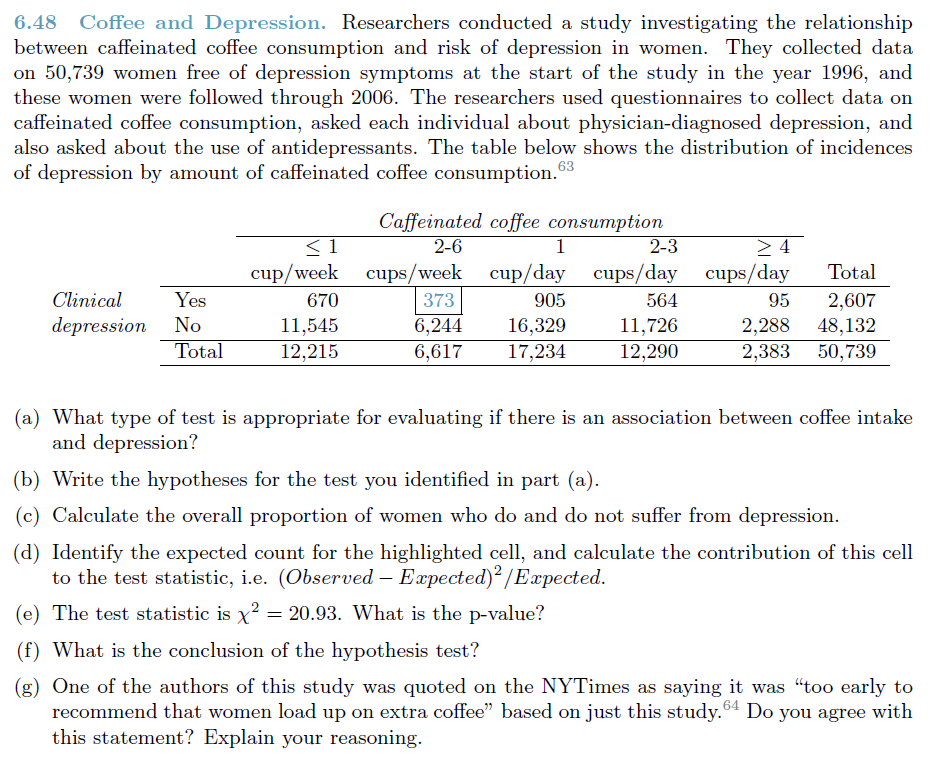 6.48 Coffee and Depression. Researchers conducted a study investigating the relationship
between caffeinated coffee consumption and risk of depression in women. They collected data
on 50,739 women free of depression symptoms at the start of the study in the year 1996, and
these women were followed through 2006. The researchers used questionnaires to collect data on
caffeinated coffee consumption, asked each individual about physician-diagnosed depression, and
also asked about the use of antidepressants. The table below shows the distribution of incidences
of depression by amount of caffeinated coffee consumption.63
Caffeinated coffee consumption
≤ 1 2-6 1 2-3 ≥ 4
cup/week cups/week cup/day cups/day cups/day Total
Clinical Yes 670 373 905 564 95 2,607
depression No 11,545 6,244 16,329 11,726 2,288 48,132
Total 12,215 6,617 17,234 12,290 2,383 50,739
(a) What type of test is appropriate for evaluating if there is an association between coffee intake
and depression?
(b) Write the hypotheses for the test you identified in part (a).
(c) Calculate the overall proportion of women who do and do not suffer from depression.
(d) Identify the expected count for the highlighted cell, and calculate the contribution of this cell
to the test statistic, i.e. (Observed − Expected)²/Expected.
(e) The test statistic is χ² = 20.93. What is the p-value?
(f) What is the conclusion of the hypothesis test?
(g) One of the authors of this study was quoted on the NYTimes as saying it was “too early to
recommend that women load up on extra coffee” based on just this study.64 Do you agree with
this statement? Explain your reasoning.